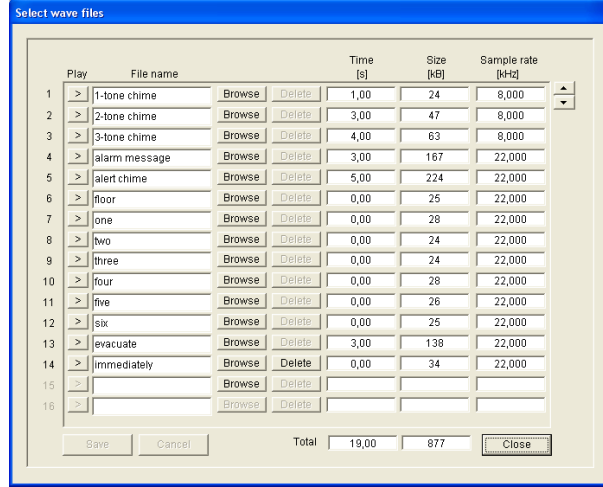 Select wave files
Time Size Sample rate
Play File name [s] [kB] [kHz]
1 > 1-tone chime Browse Delete 1,00 24 8,000
2 > 2-tone chime Browse Delete 3,00 47 8,000
3 > 3-tone chime Browse Delete 4,00 63 8,000
4 > alarm message Browse Delete 3,00 167 22,000
5 > alert chime Browse Delete 5,00 224 22,000
6 > floor Browse Delete 0,00 25 22,000
7 > one Browse Delete 0,00 28 22,000
8 > two Browse Delete 0,00 24 22,000
9 > three Browse Delete 0,00 24 22,000
10 > four Browse Delete 0,00 28 22,000
11 > five Browse Delete 0,00 26 22,000
12 > six Browse Delete 0,00 25 22,000
13 > evacuate Browse Delete 3,00 138 22,000
14 > immediately Browse Delete 0,00 34 22,000
15 > Browse Delete
16 > Browse Delete
Save Cancel Total 19,00 877 Close